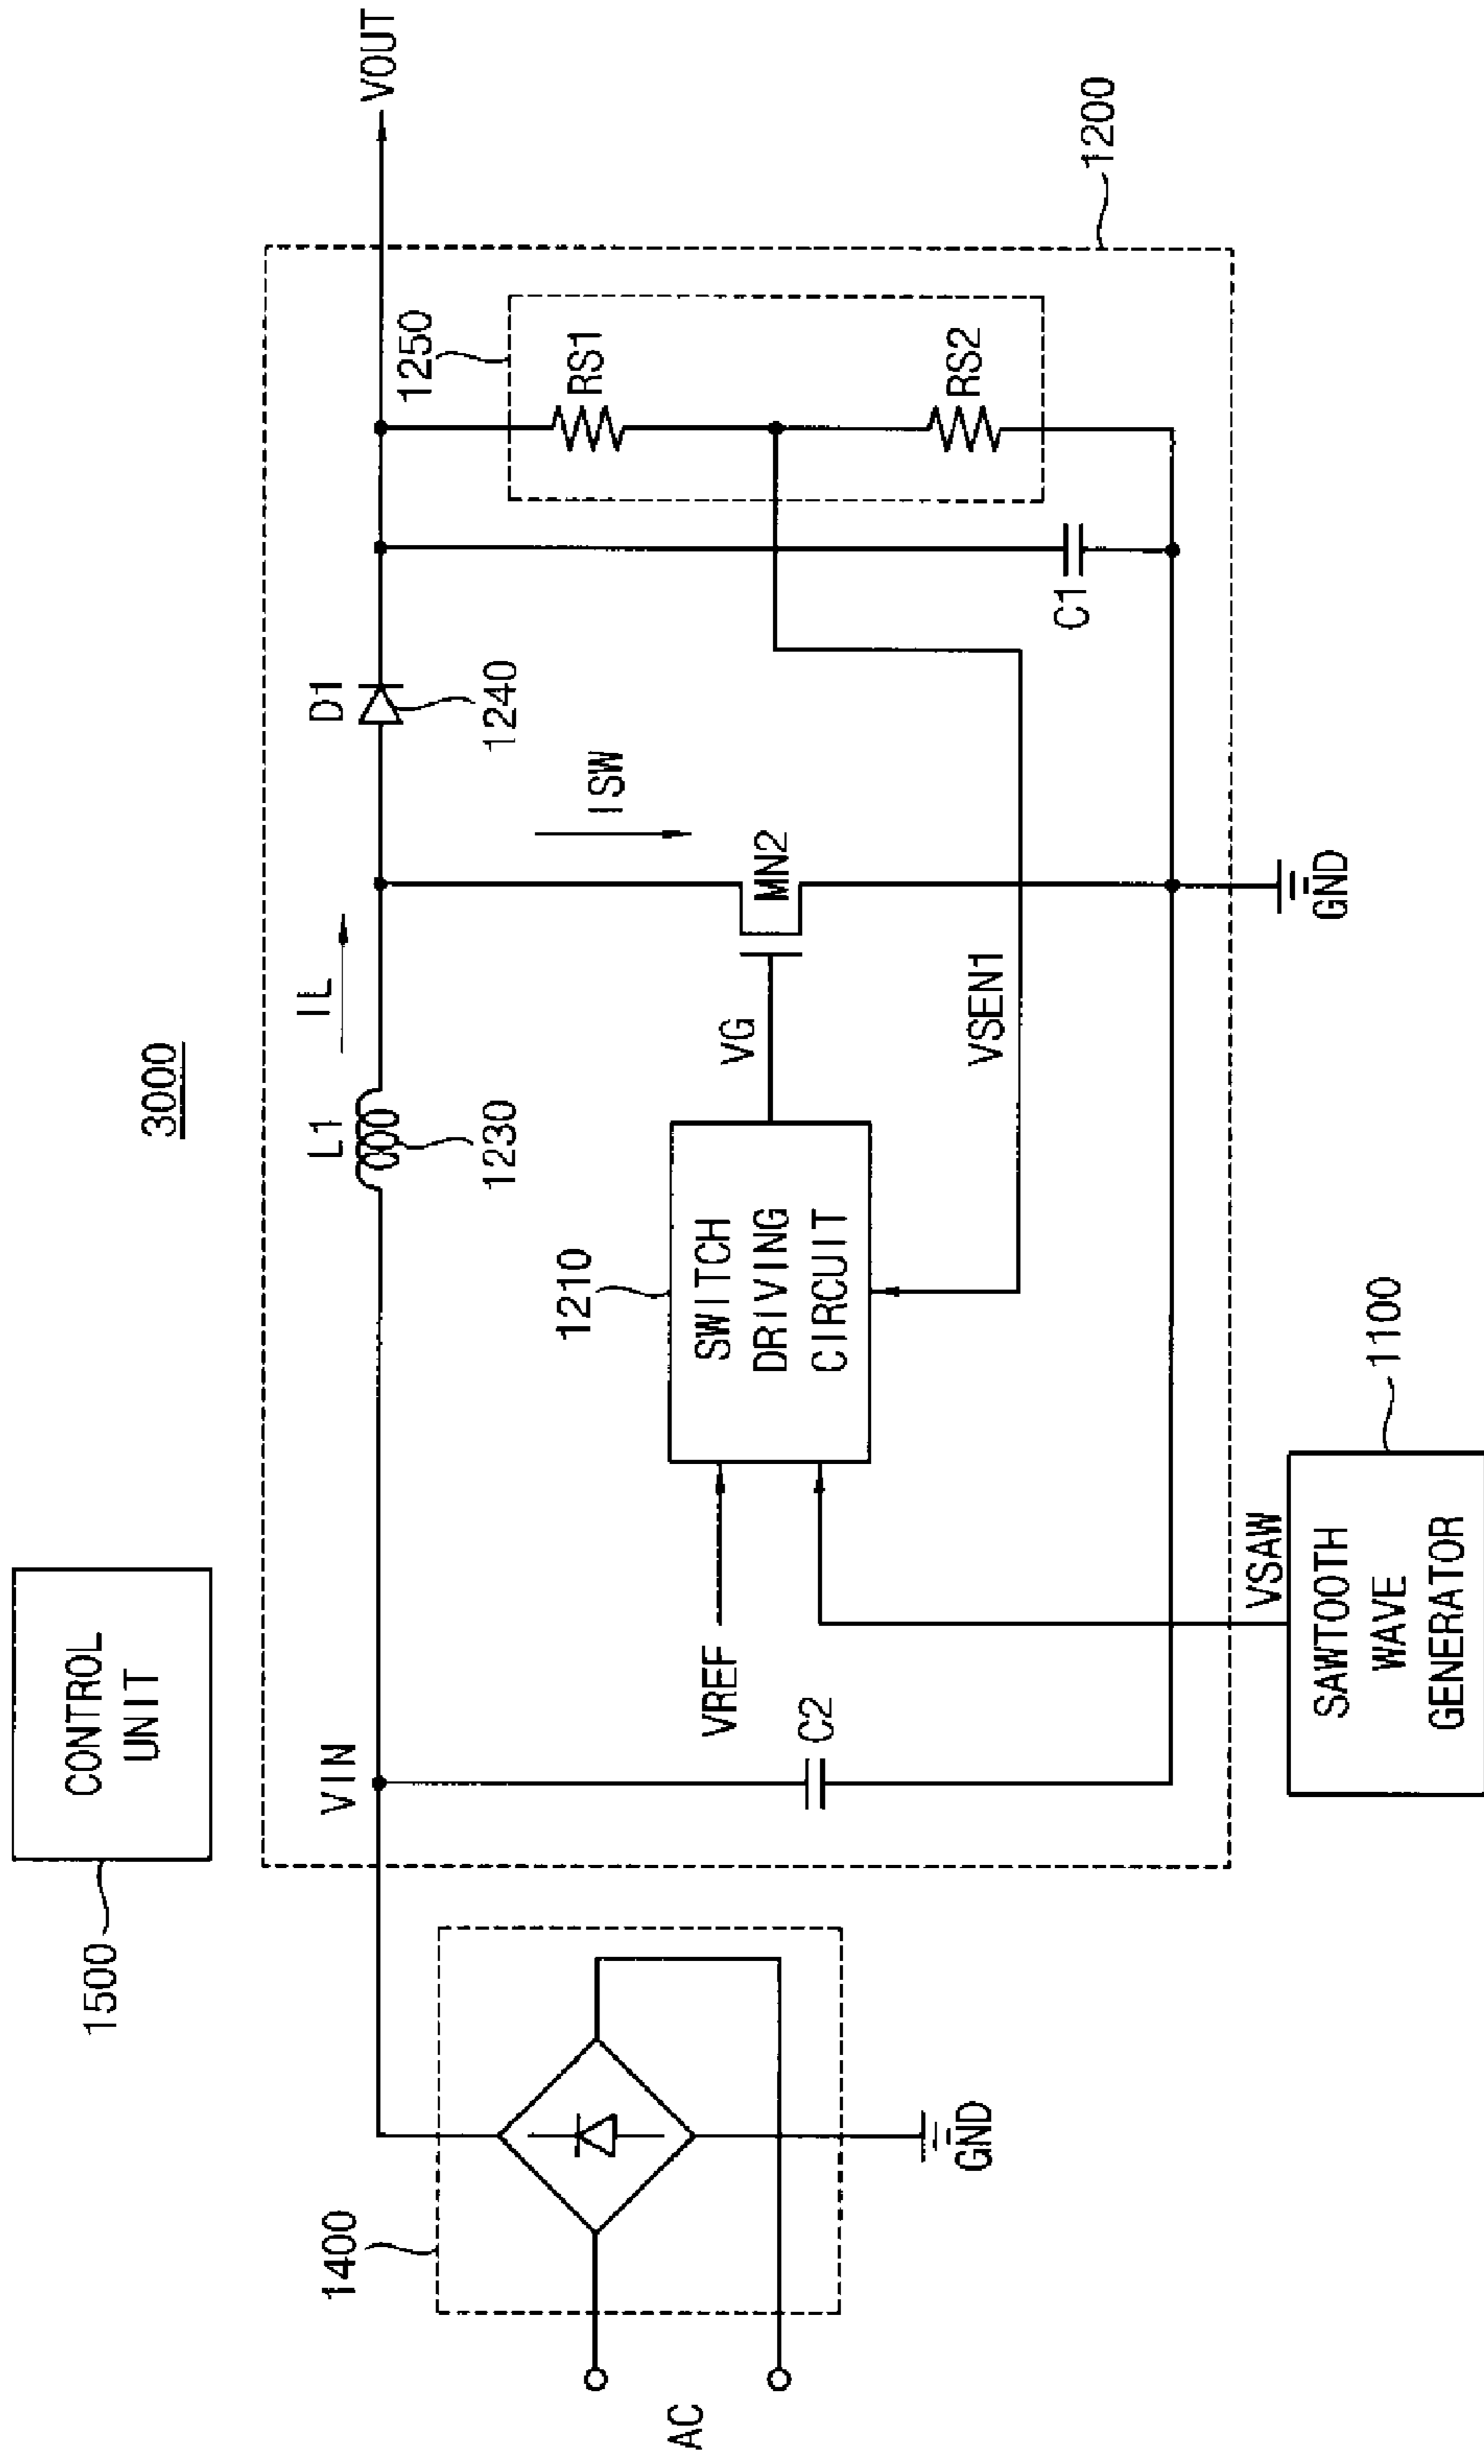 3000
1500
CONTROL
UNIT
1400
AC
GND
VIN
L1
1230
IL
D1
1240
VOUT
1250
RS1
RS2
ISW
1210
SWITCH
DRIVING
CIRCUIT
VREF
VG
MN2
C2
VSEN1
C1
1200
GND
VSAW
SAWTOOTH
WAVE
GENERATOR
1100